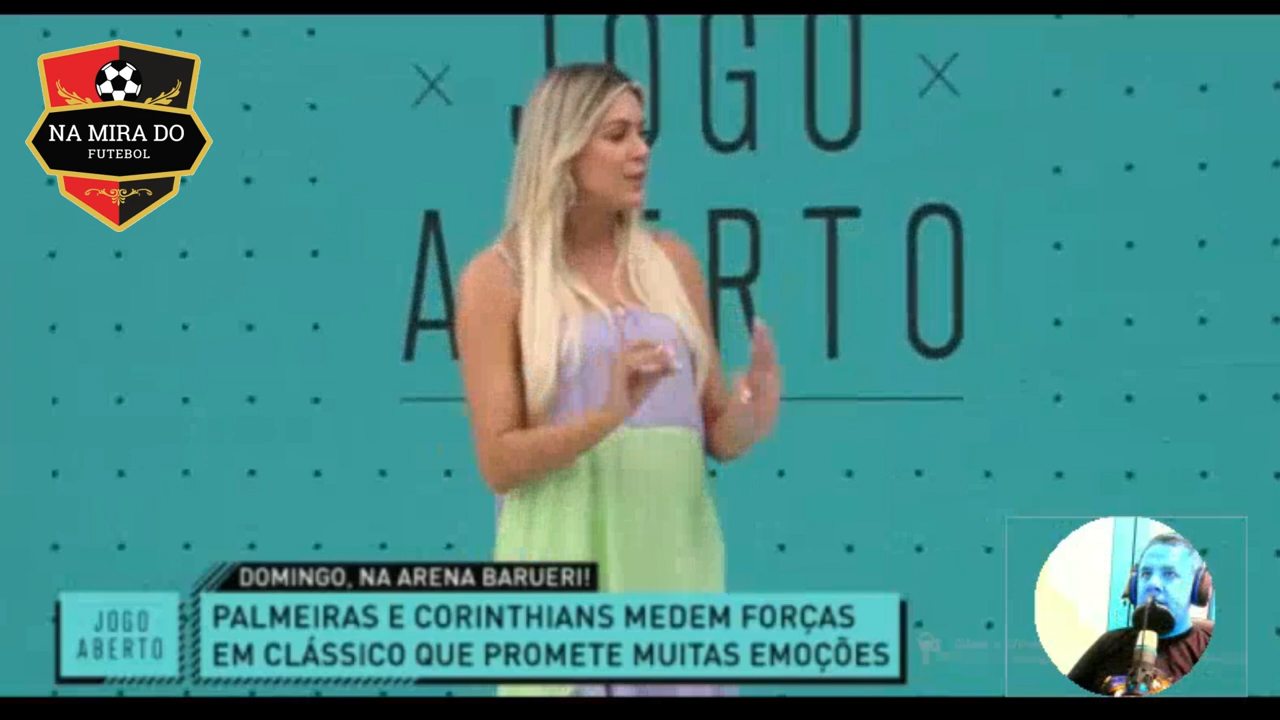 NA MIRA DO
FUTEBOL
JOGO
ABERTO
DOMINGO, NA ARENA BARUERI!
JOGO
ABERTO
PALMEIRAS E CORINTHIANS MEDEM FORÇAS
EM CLÁSSICO QUE PROMETE MUITAS EMOÇÕES